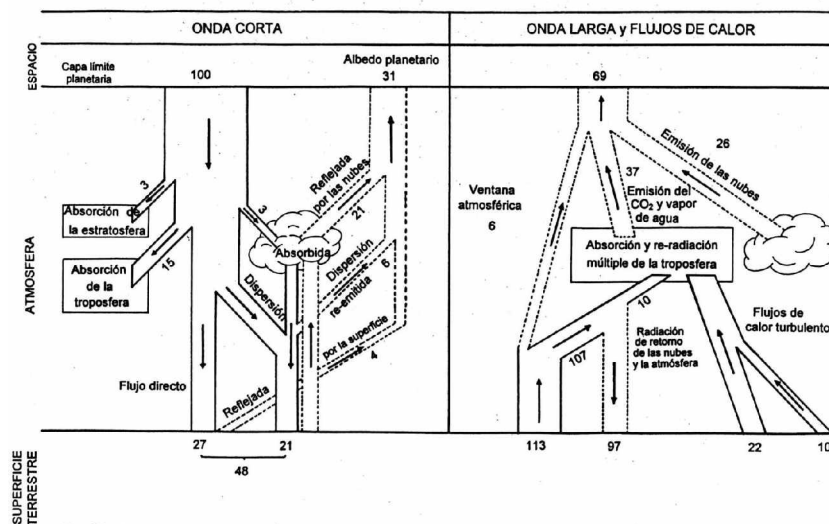 ONDA CORTA
ONDA LARGA y FLUJOS DE CALOR
ESPACIO
Capa límite
planetaria
100
Albedo planetario
31
69
ATMOSFERA
3
Absorción de
la estratosfera
15
Absorción
de la
troposfera
3
Absorbida
Reflejada
por las nubes
21
Dispersión
Dispersión
re-emitida
6
por la superficie
4
Flujo directo
Reflejada
Ventana
atmosférica
6
37
Emisión del
CO₂ y vapor
de agua
26
Emisión de las nubes
Absorción y re-radiación
múltiple de la troposfera
10
107
Radiación
de retorno
de las nubes
y la atmósfera
Flujos de
calor turbulento
SUPERFICIE
TERRESTRE
27
21
48
113
97
22
10